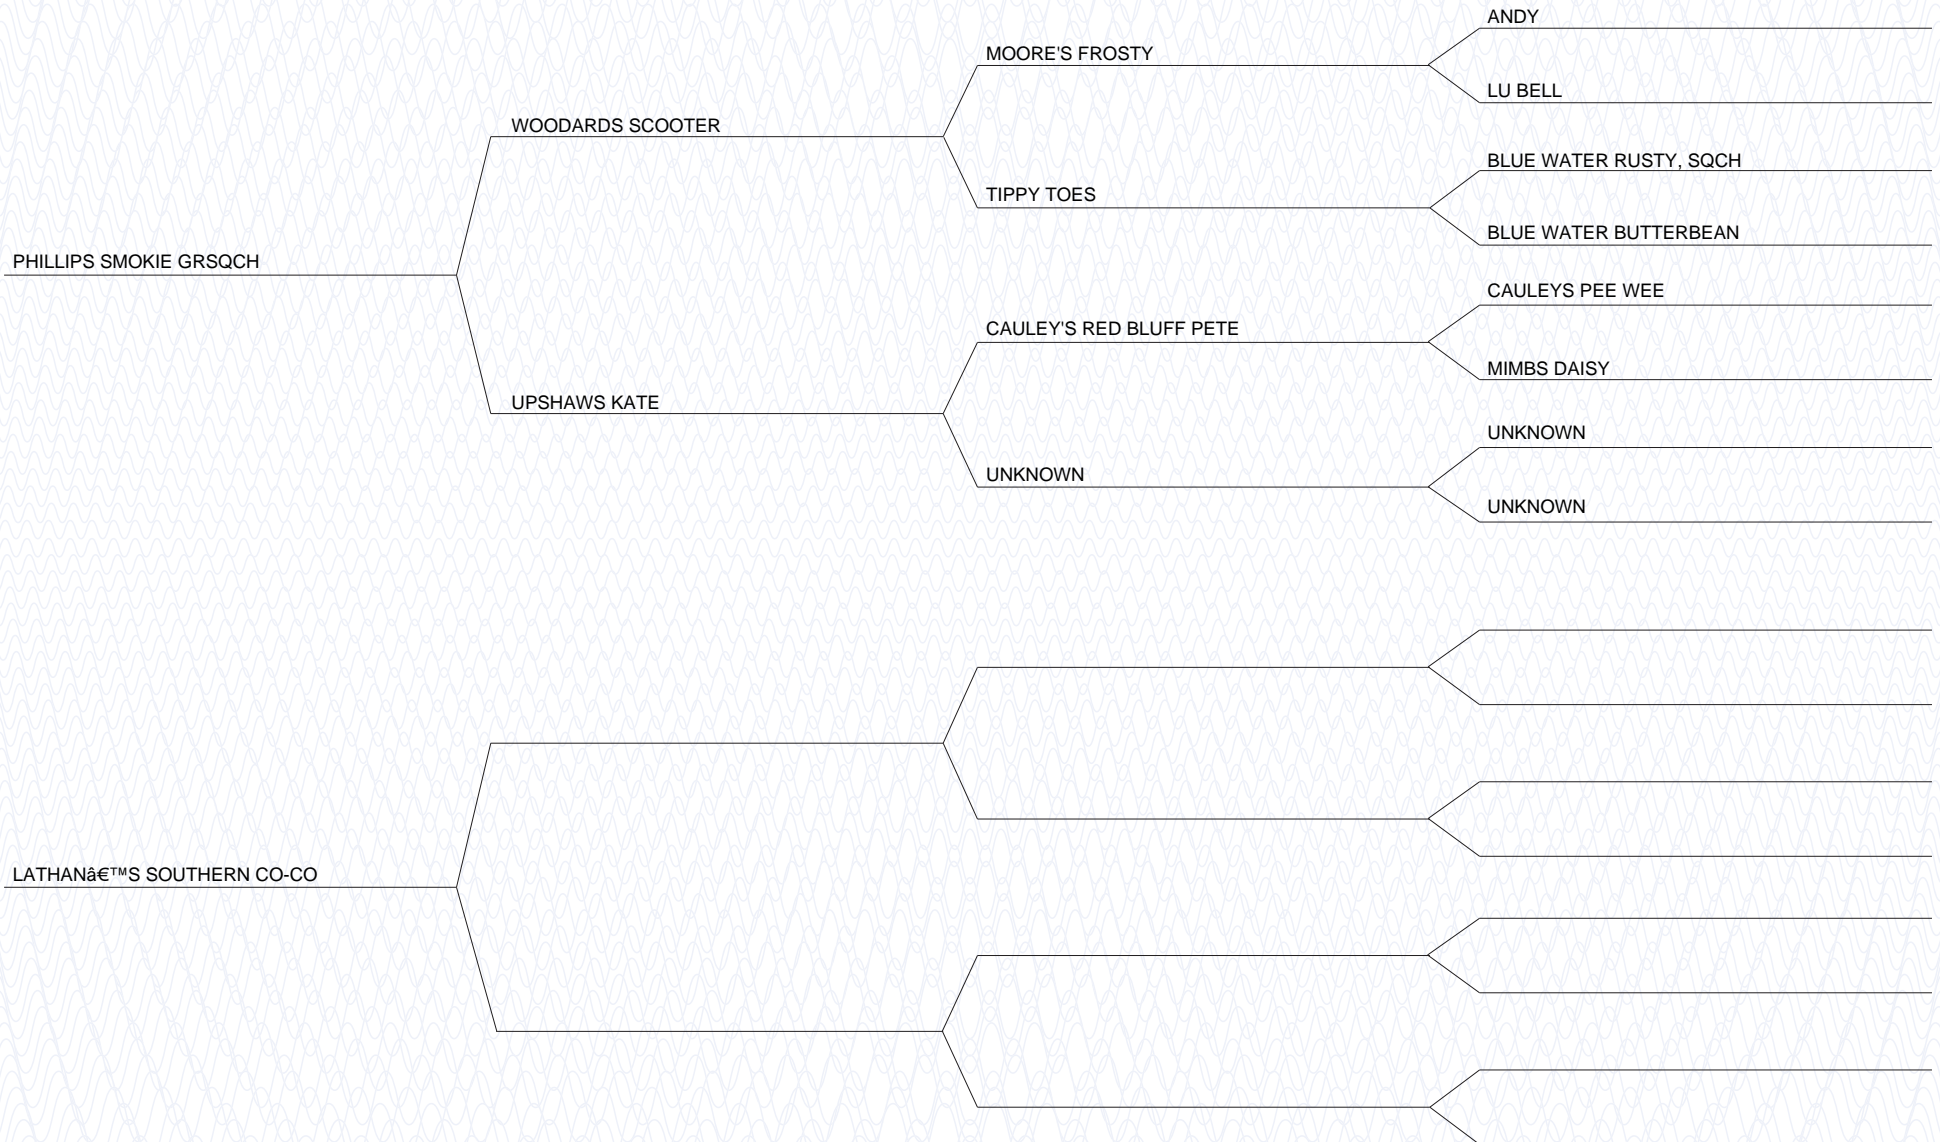 ANDY
MOORE'S FROSTY
LU BELL
WOODARDS SCOOTER
BLUE WATER RUSTY, SQCH
TIPPY TOES
BLUE WATER BUTTERBEAN
PHILLIPS SMOKIE GRSQCH
CAULEYS PEE WEE
CAULEY'S RED BLUFF PETE
MIMBS DAISY
UPSHAWS KATE
UNKNOWN
UNKNOWN
UNKNOWN
LATHANâ€™S SOUTHERN CO-CO